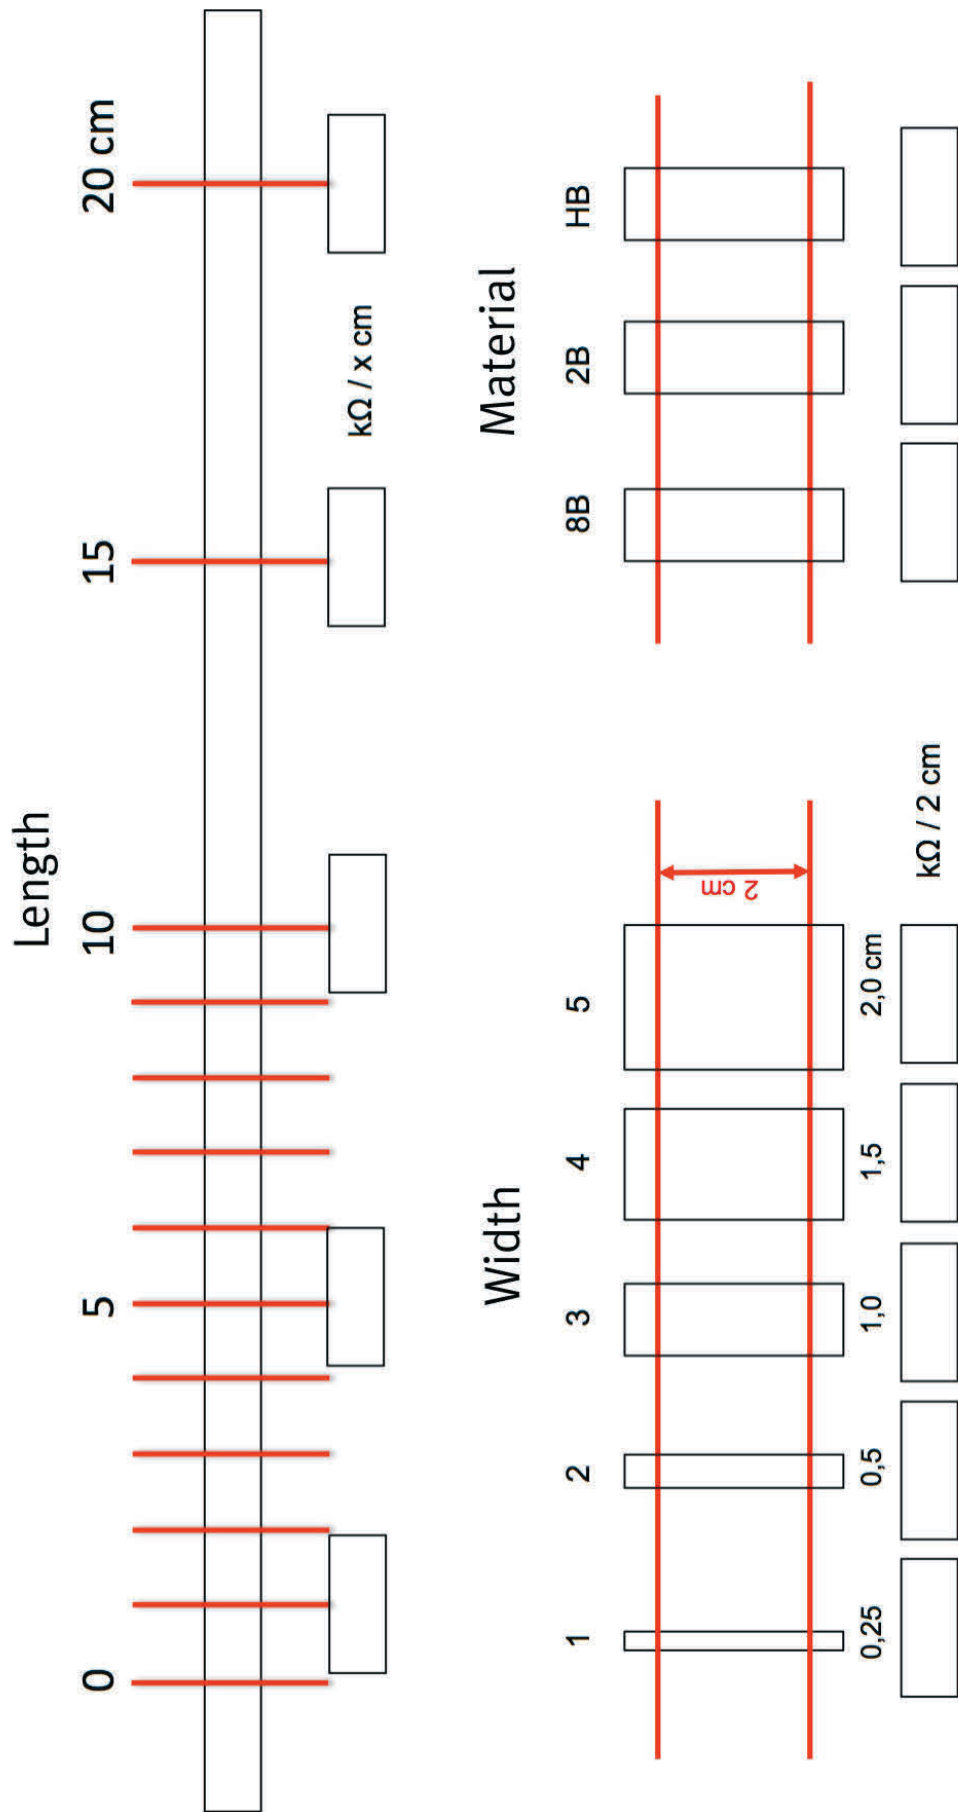 Length
0
5
10
15
20 cm
kΩ / x cm
Width
1
2
3
4
5
2 cm
0,25
0,5
1,0
1,5
2,0 cm
kΩ / 2 cm
Material
8B
2B
HB